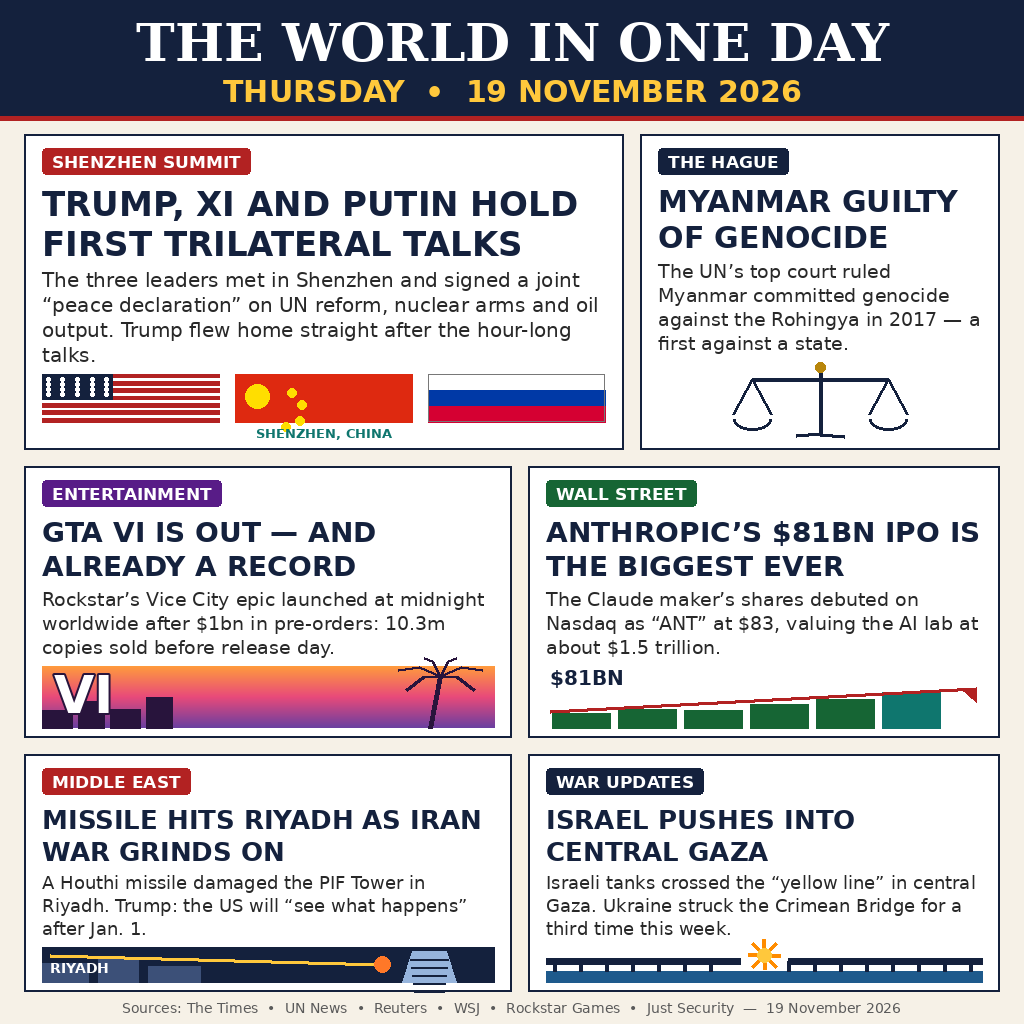 THE WORLD IN ONE DAY
THURSDAY • 19 NOVEMBER 2026
SHENZHEN SUMMIT
TRUMP, XI AND PUTIN HOLD
FIRST TRILATERAL TALKS
The three leaders met in Shenzhen and signed a joint
“peace declaration” on UN reform, nuclear arms and oil
output. Trump flew home straight after the hour-long
talks.
SHENZHEN, CHINA
THE HAGUE
MYANMAR GUILTY
OF GENOCIDE
The UN’s top court ruled
Myanmar committed genocide
against the Rohingya in 2017 — a
first against a state.
ENTERTAINMENT
GTA VI IS OUT — AND
ALREADY A RECORD
Rockstar’s Vice City epic launched at midnight
worldwide after $1bn in pre-orders: 10.3m
copies sold before release day.
VI
WALL STREET
ANTHROPIC’S $81BN IPO IS
THE BIGGEST EVER
The Claude maker’s shares debuted on
Nasdaq as “ANT” at $83, valuing the AI lab at
about $1.5 trillion.
$81BN
MIDDLE EAST
MISSILE HITS RIYADH AS IRAN
WAR GRINDS ON
A Houthi missile damaged the PIF Tower in
Riyadh. Trump: the US will “see what happens”
after Jan. 1.
RIYADH
WAR UPDATES
ISRAEL PUSHES INTO
CENTRAL GAZA
Israeli tanks crossed the “yellow line” in central
Gaza. Ukraine struck the Crimean Bridge for a
third time this week.
Sources: The Times • UN News • Reuters • WSJ • Rockstar Games • Just Security — 19 November 2026